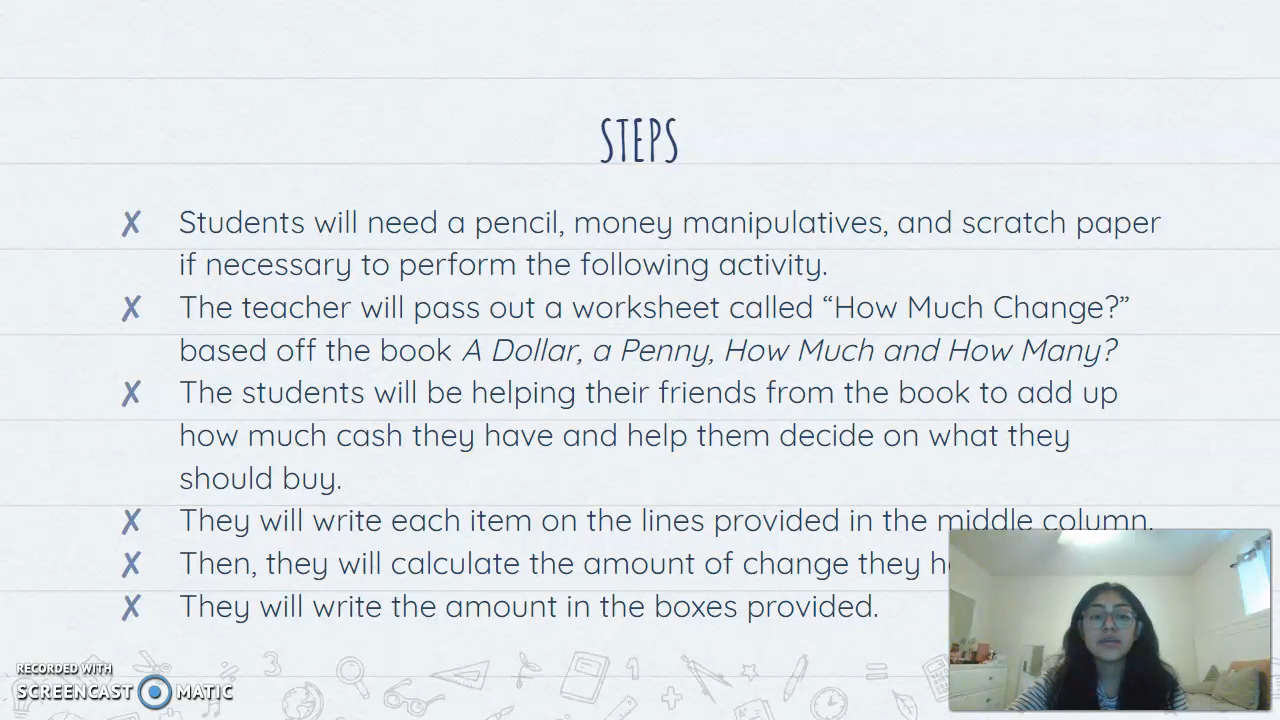 STEPS
✗ Students will need a pencil, money manipulatives, and scratch paper
if necessary to perform the following activity.
✗ The teacher will pass out a worksheet called “How Much Change?”
based off the book A Dollar, a Penny, How Much and How Many?
✗ The students will be helping their friends from the book to add up
how much cash they have and help them decide on what they
should buy.
✗ They will write each item on the lines provided in the middle column.
✗ Then, they will calculate the amount of change they
✗ They will write the amount in the boxes provided.
3
1
RECORDED WITH
SCREENCAST MATIC